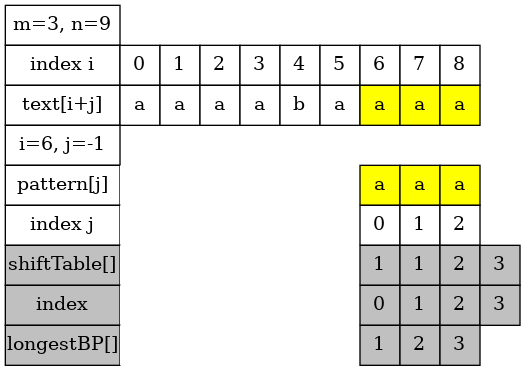 m=3, n=9
index i 0 1 2 3 4 5 6 7 8
text[i+j] a a a a b a a a a
i=6, j=-1
pattern[j] a a a
index j 0 1 2
shiftTable[] 1 1 2 3
index 0 1 2 3
longestBP[] 1 2 3